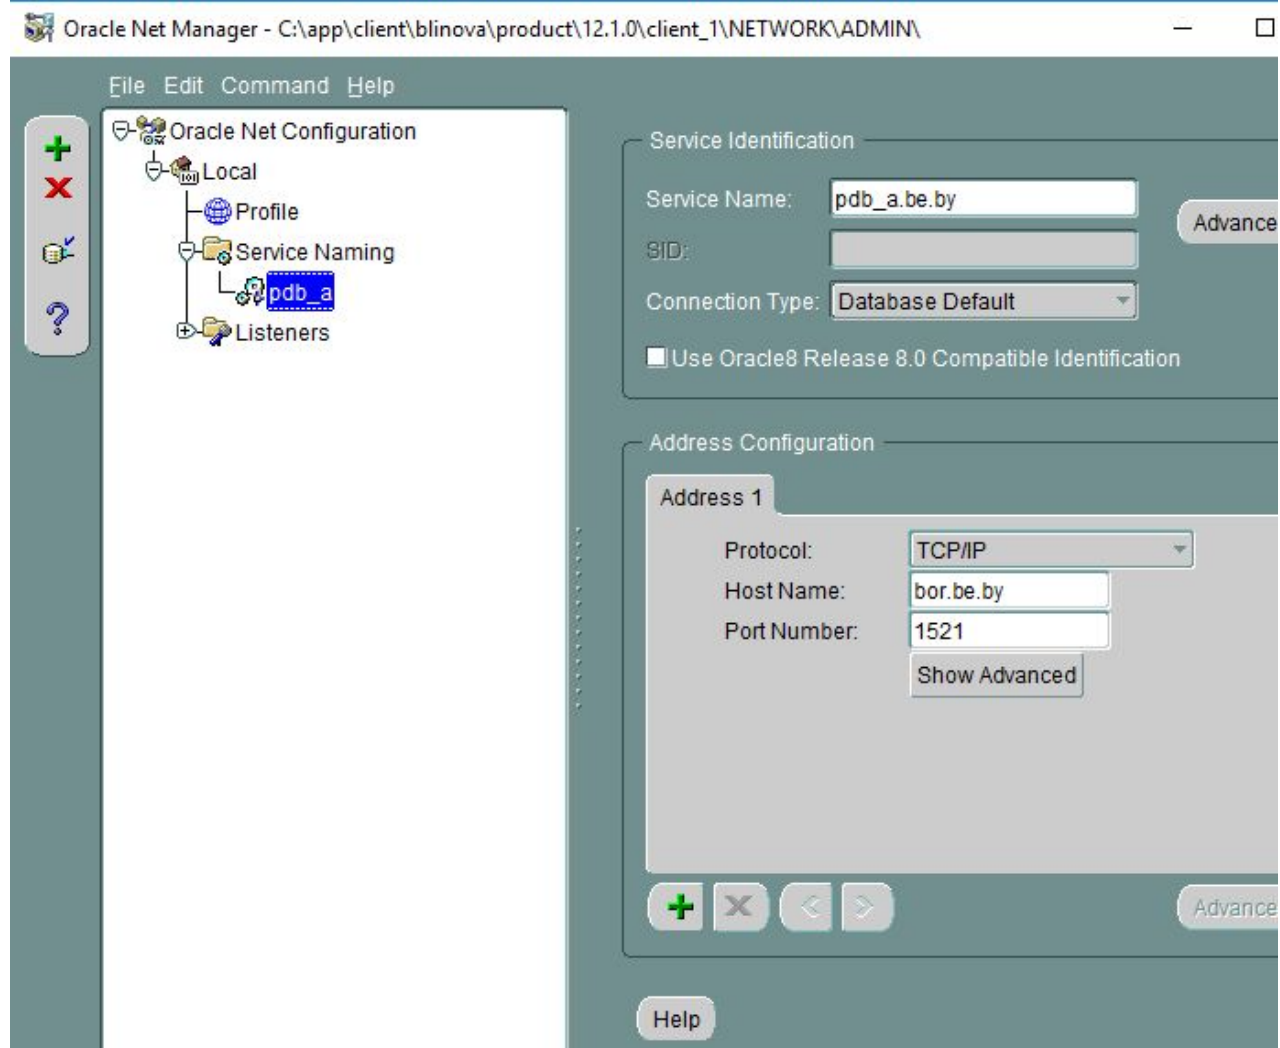 Oracle Net Manager - C:\app\client\blinova\product\12.1.0\client_1\NETWORK\ADMIN\
File Edit Command Help
Oracle Net Configuration
Local
Profile
Service Naming
pdb_a
Listeners
Service Identification
Service Name: pdb_a.be.by
Advance
SID:
Connection Type: Database Default
Use Oracle8 Release 8.0 Compatible Identification
Address Configuration
Address 1
Protocol: TCP/IP
Host Name: bor.be.by
Port Number: 1521
Show Advanced
Advance
Help